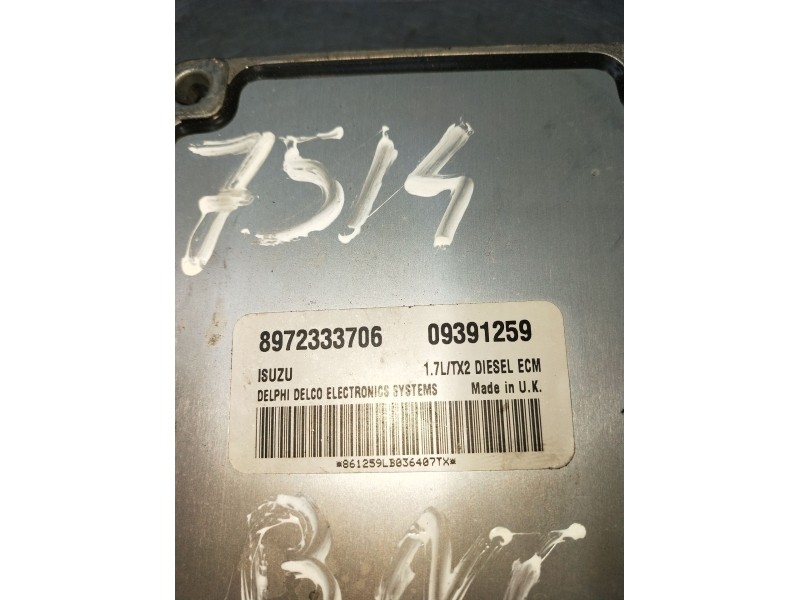 7514
8972333706 09391259
ISUZU 1.7L/TX2 DIESEL ECM
DELPHI DELCO ELECTRONICS SYSTEMS Made in U.K.
*861259LB036407TX*